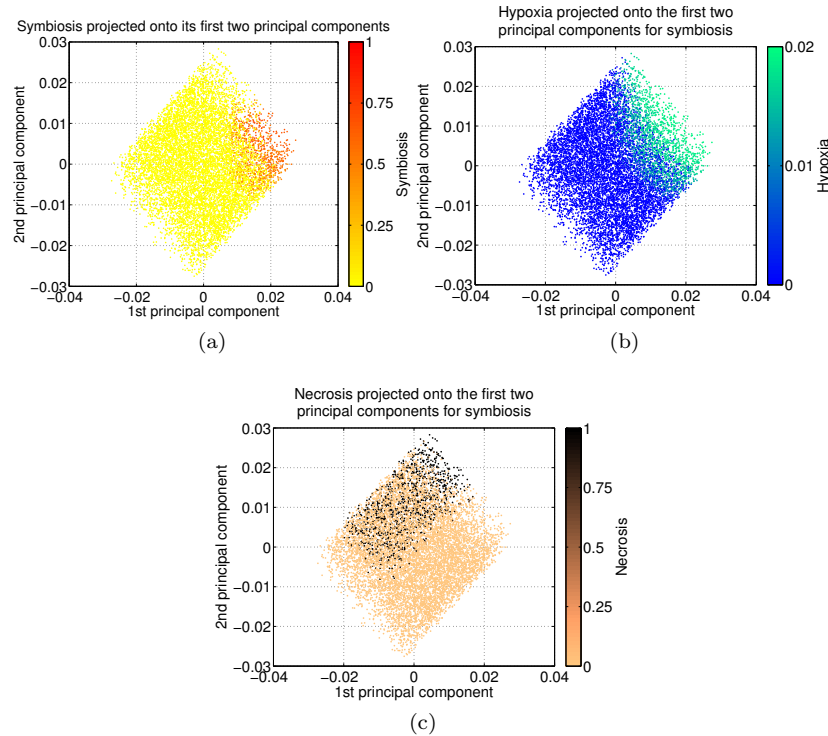 Symbiosis projected onto its first two principal components
0.03
0.02
0.01
0
−0.01
−0.02
−0.03
−0.04
−0.02
0
0.02
0.04
2nd principal component
1st principal component
1
0.75
0.5
0.25
0
Symbiosis
(a)
Hypoxia projected onto the first two
principal components for symbiosis
0.03
0.02
0.01
0
−0.01
−0.02
−0.03
−0.04
−0.02
0
0.02
0.04
2nd principal component
1st principal component
0.02
0.01
0
Hypoxia
(b)
Necrosis projected onto the first two
principal components for symbiosis
0.03
0.02
0.01
0
−0.01
−0.02
−0.03
−0.04
−0.02
0
0.02
0.04
2nd principal component
1st principal component
1
0.75
0.5
0.25
0
Necrosis
(c)